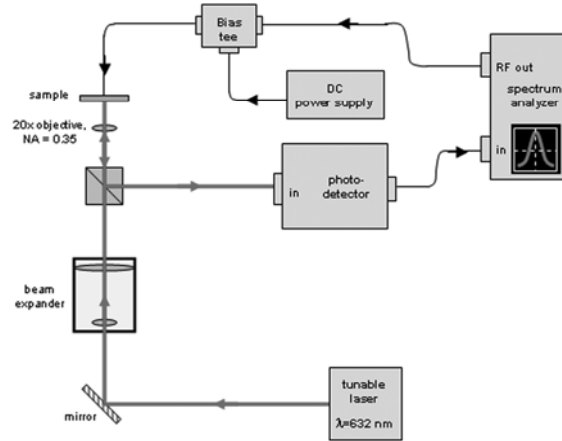 Bias
tee
RF out
spectrum
analyzer
in
DC
power supply
sample
20x objective,
NA = 0.35
in
photo-
detector
beam
expander
tunable
laser
λ=632 nm
mirror